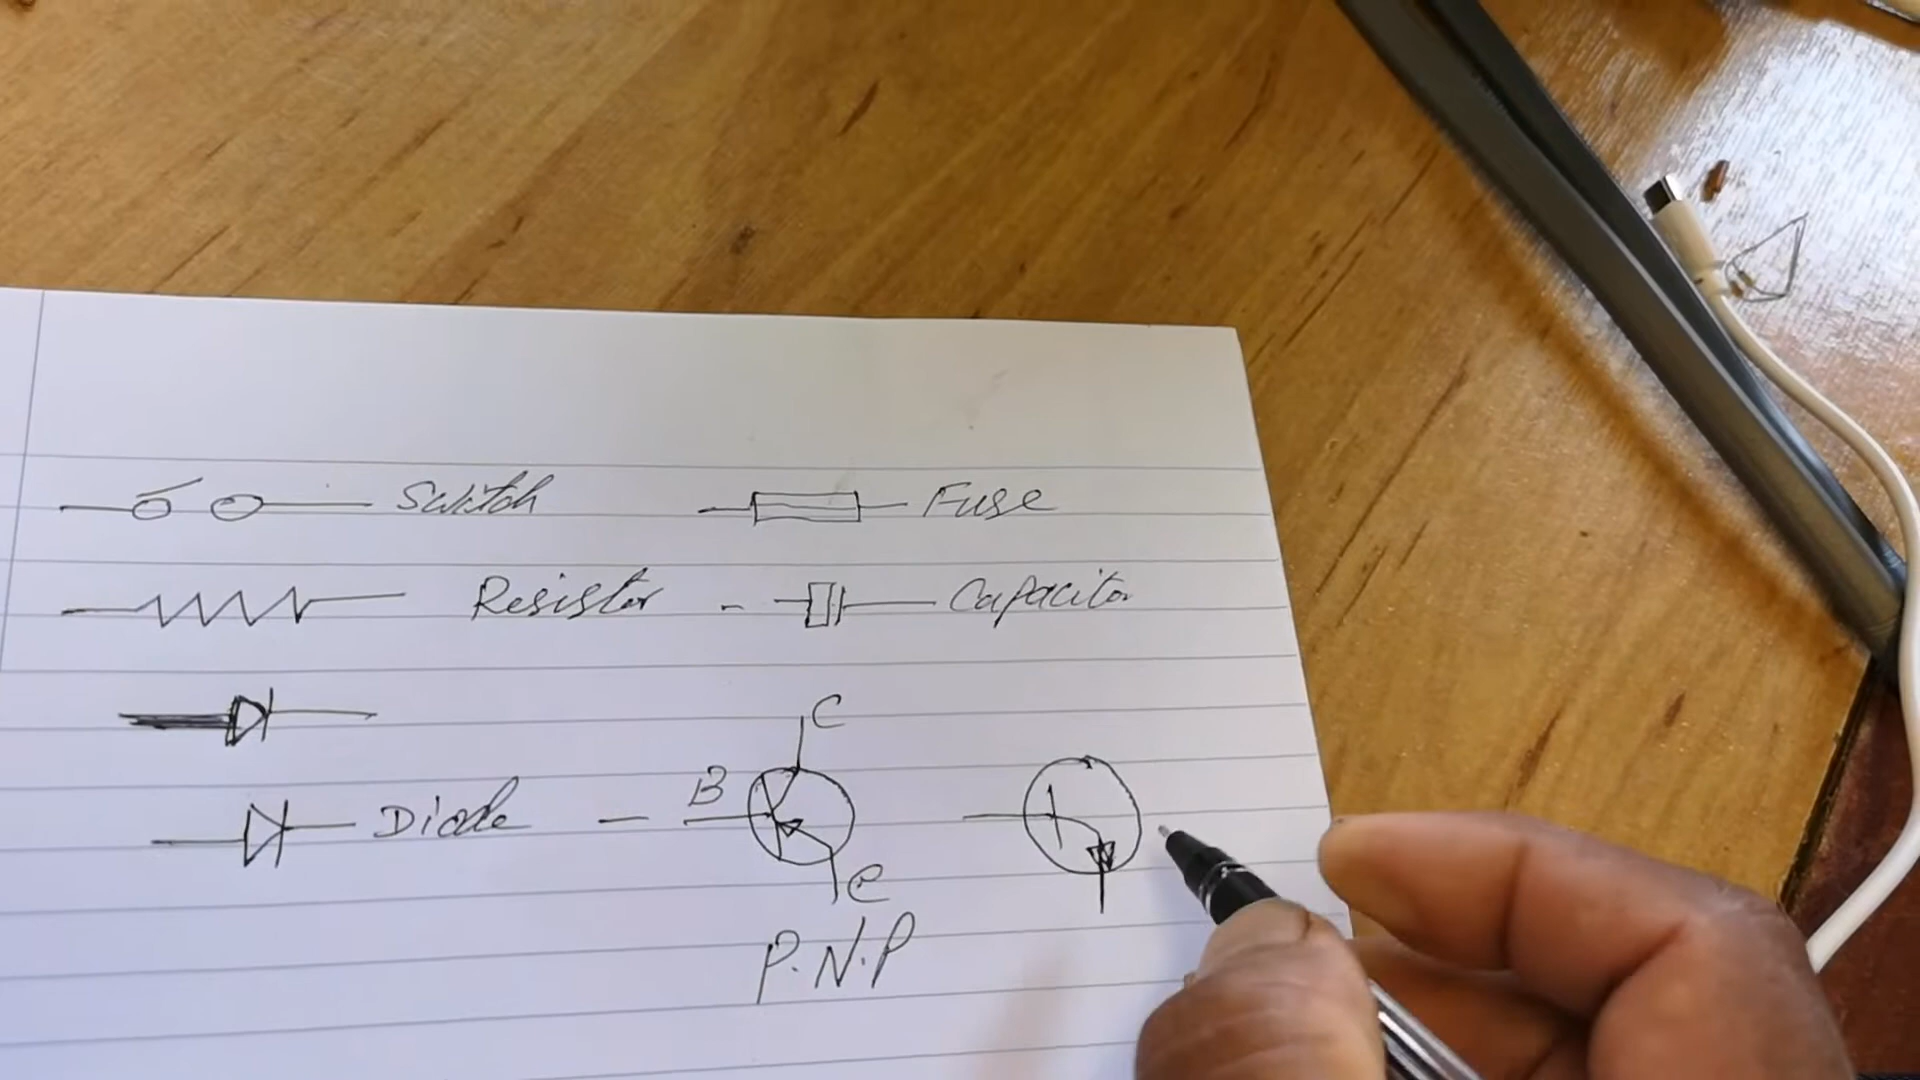 Switch Fuse
Resistor - Capacitor
C
Diode - B
e
P.N.P